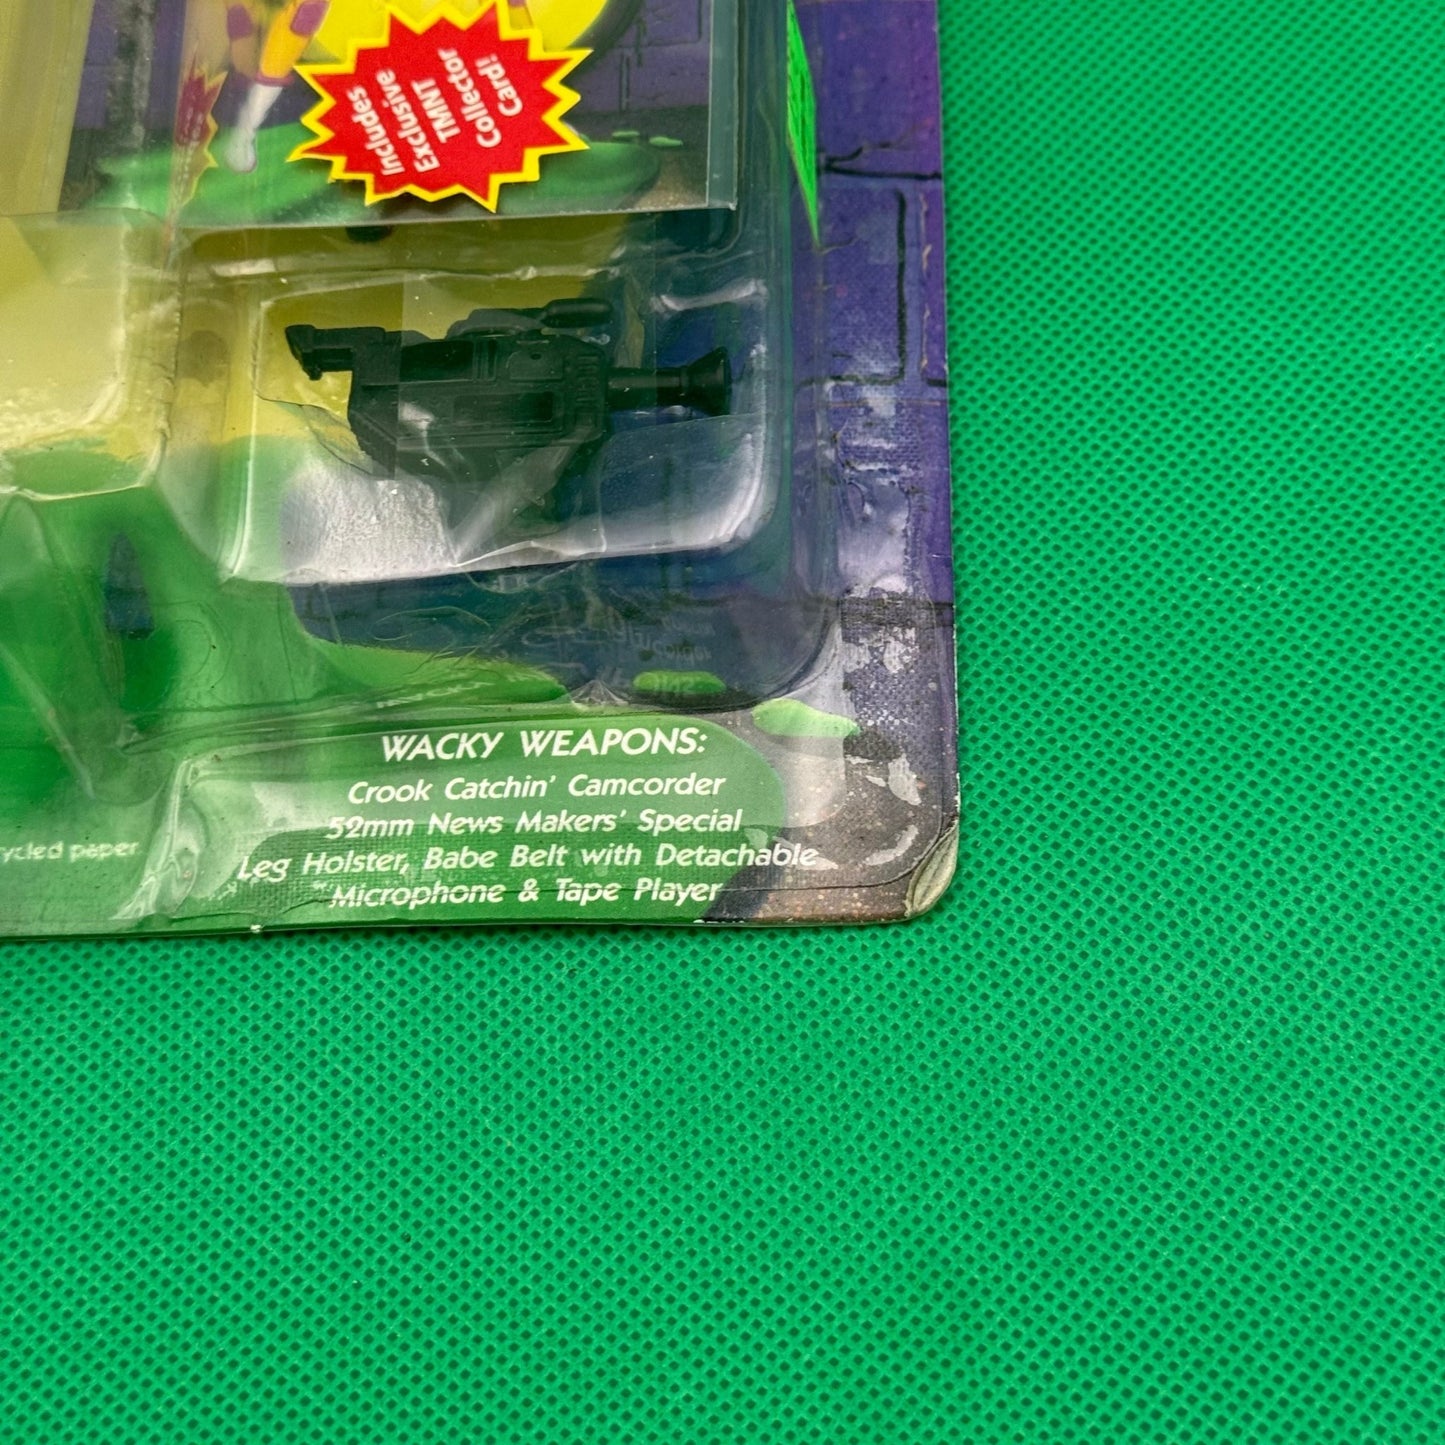 Includes
Exclusive
TMNT
Collector
Card!
WACKY WEAPONS:
Crook Catchin' Camcorder
52mm News Makers' Special
Leg Holster, Babe Belt with Detachable
Microphone & Tape Player
ycled paper